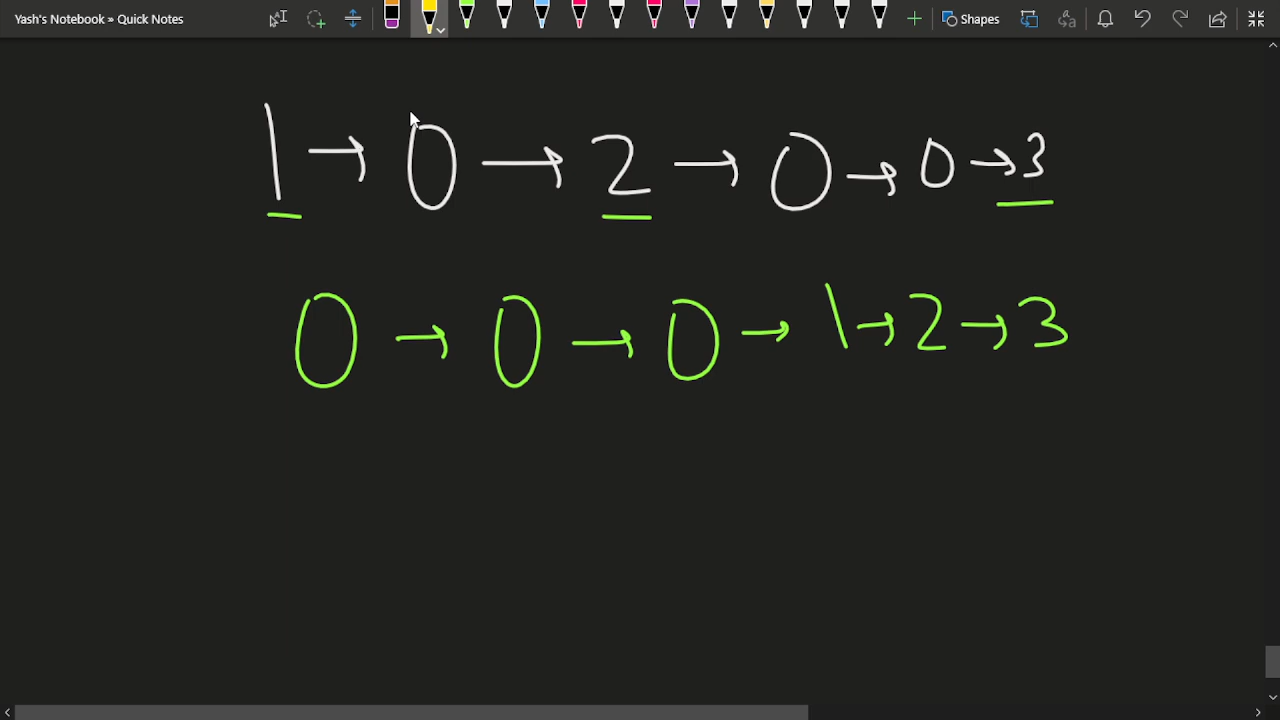 Yash's Notebook » Quick Notes
Shapes
1 → 0 → 2 → 0 → 0 → 3
0 → 0 → 0 → 1 → 2 → 3